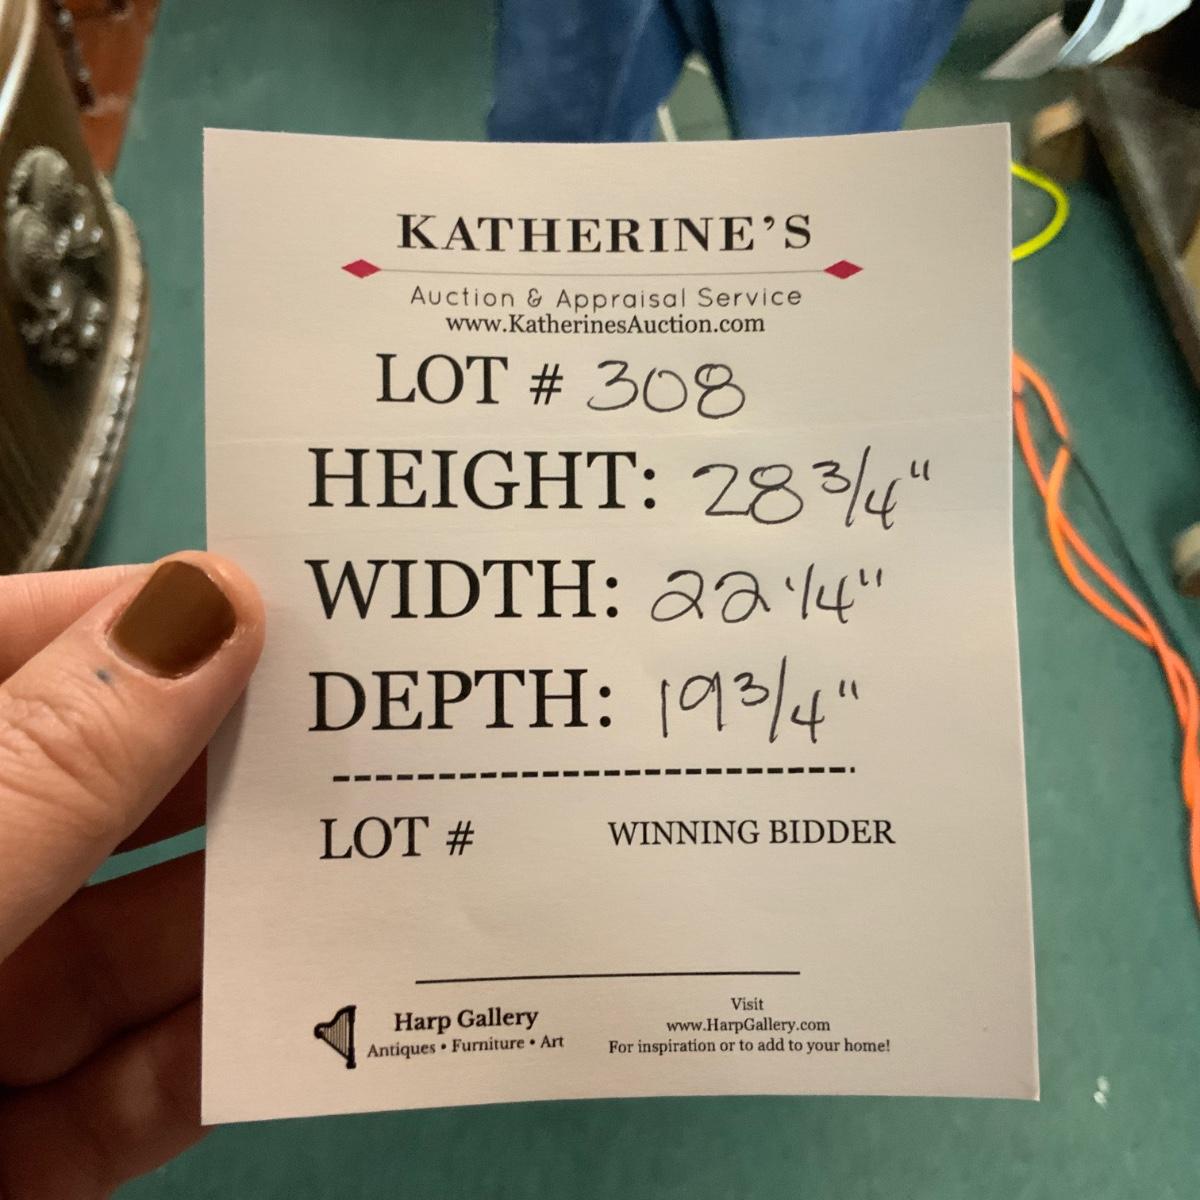 KATHERINE'S
Auction & Appraisal Service
www.KatherinesAuction.com
LOT # 308
HEIGHT: 28 3/4"
WIDTH: 22 1/4"
DEPTH: 19 3/4"
LOT # WINNING BIDDER
Harp Gallery
Antiques • Furniture • Art
Visit
www.HarpGallery.com
For inspiration or to add to your home!